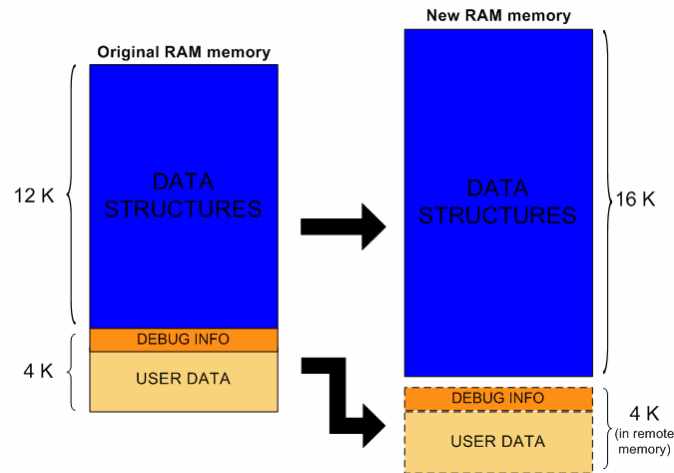 New RAM memory
Original RAM memory
12 K
DATA
STRUCTURES
DATA
STRUCTURES
16 K
DEBUG INFO
4 K
USER DATA
DEBUG INFO
USER DATA
4 K
(in remote
memory)